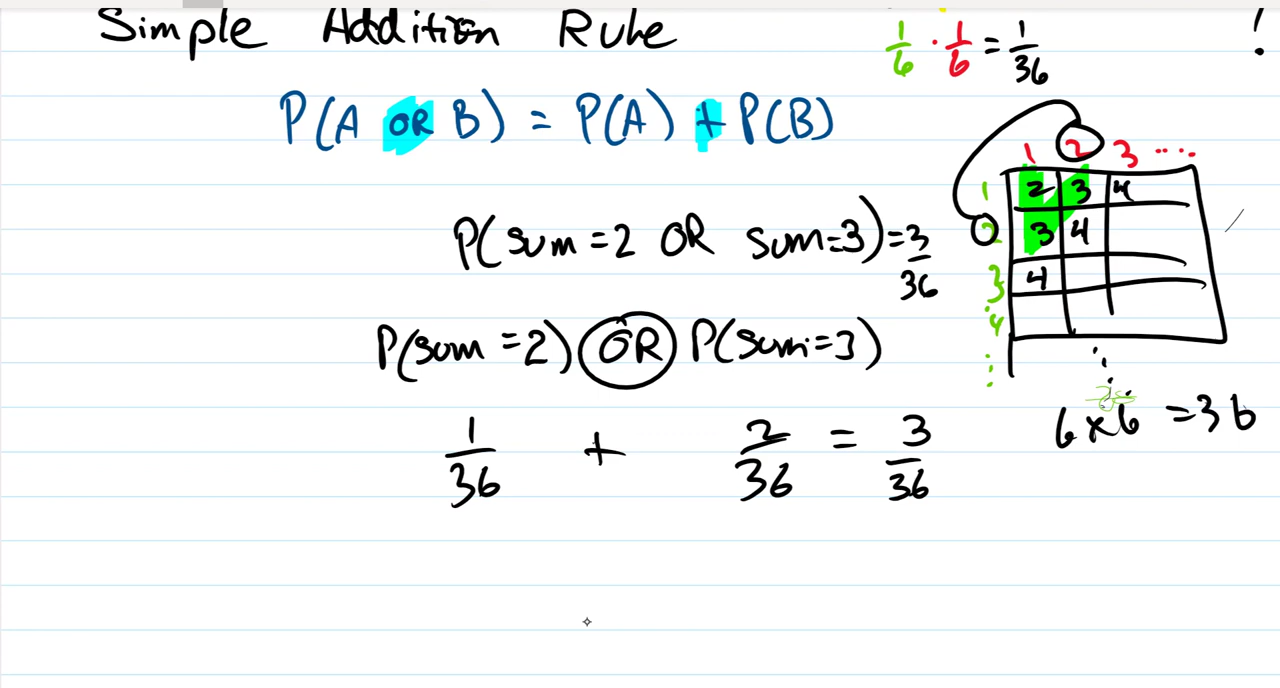 Simple Addition Rule
1/6 · 1/6 = 1/36
!
P(A OR B) = P(A) + P(B)
1 2 3 ....
1 2 3 4
2 3 4
3 4
4
P(sum = 2 OR sum = 3) = 3/36
P(sum = 2) OR P(sum = 3)
6 x 6 = 36
1/36 + 2/36 = 3/36